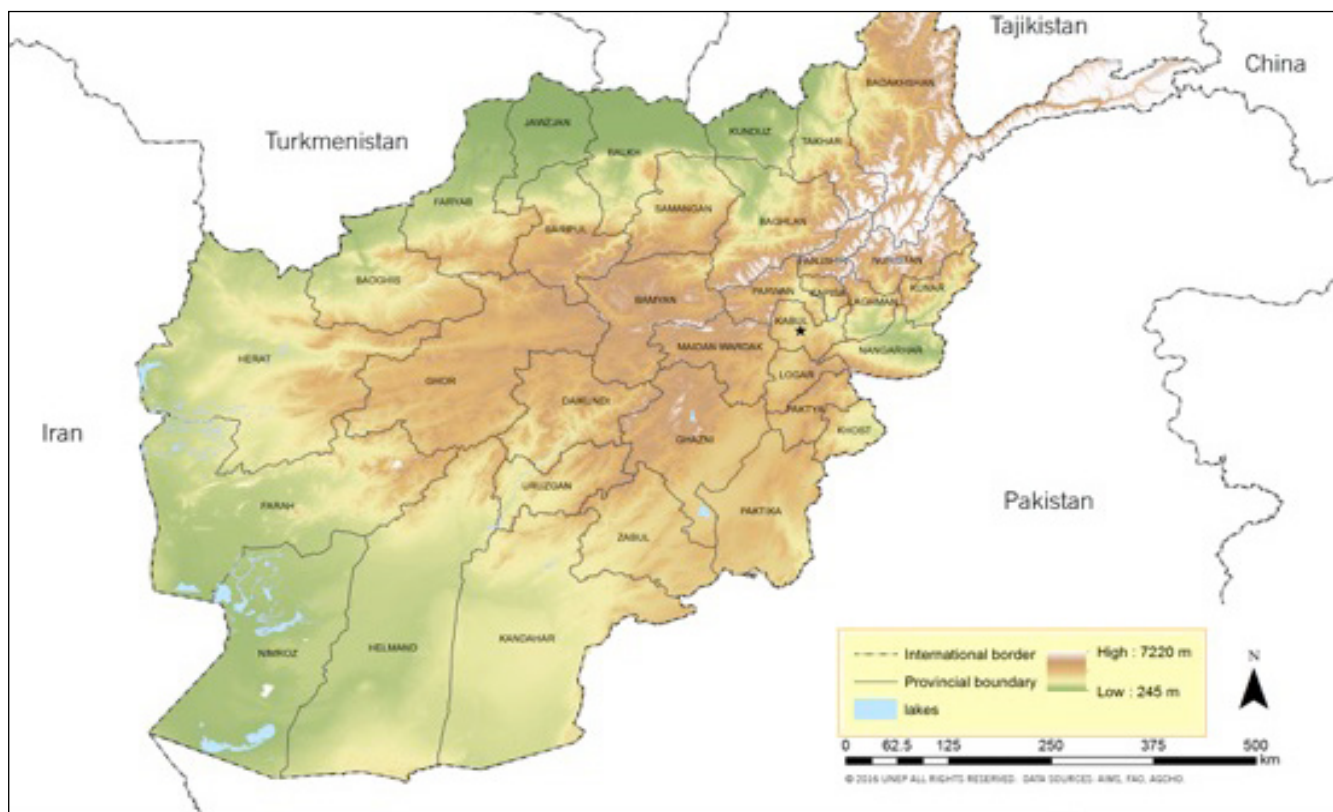 Tajikistan
China
Turkmenistan
BADAKHSHAN
JAWZJAN
KUNDUZ
TAKHAR
BALKH
FARYAB
SAMANGAN
BAGHLAN
SARIPUL
PANJSHIR
NURISTAN
BADGHIS
KUNAR
PARWAN
KAPISA
BAMYAN
LAGHMAN
KABUL
MAIDAN WARDAK
NANGARHAR
HERAT
LOGAR
GHOR
DAIKUNDI
PAKTYA
Iran
KHOST
GHAZNI
URUZGAN
Pakistan
FARAH
PAKTIKA
ZABUL
KANDAHAR
HELMAND
NIMROZ
International border
High : 7220 m
Provincial boundary
Low : 245 m
lakes
N
0 62.5 125 250 375 500
km
© 2016 UNEP ALL RIGHTS RESERVED. DATA SOURCES: AIMS, FAO, AGCHO.